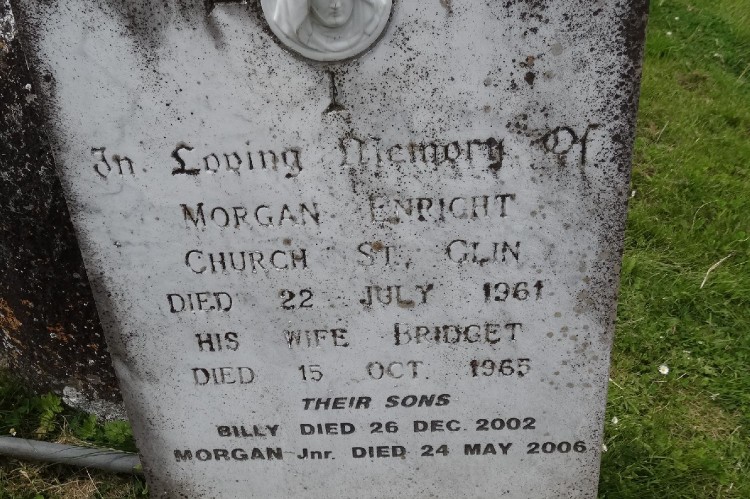 In Loving Memory Of
MORGAN ENRIGHT
CHURCH ST, GLIN
DIED 22 JULY 1961
HIS WIFE BRIDGET
DIED 15 OCT. 1965
THEIR SONS
BILLY DIED 26 DEC. 2002
MORGAN Jnr. DIED 24 MAY 2006